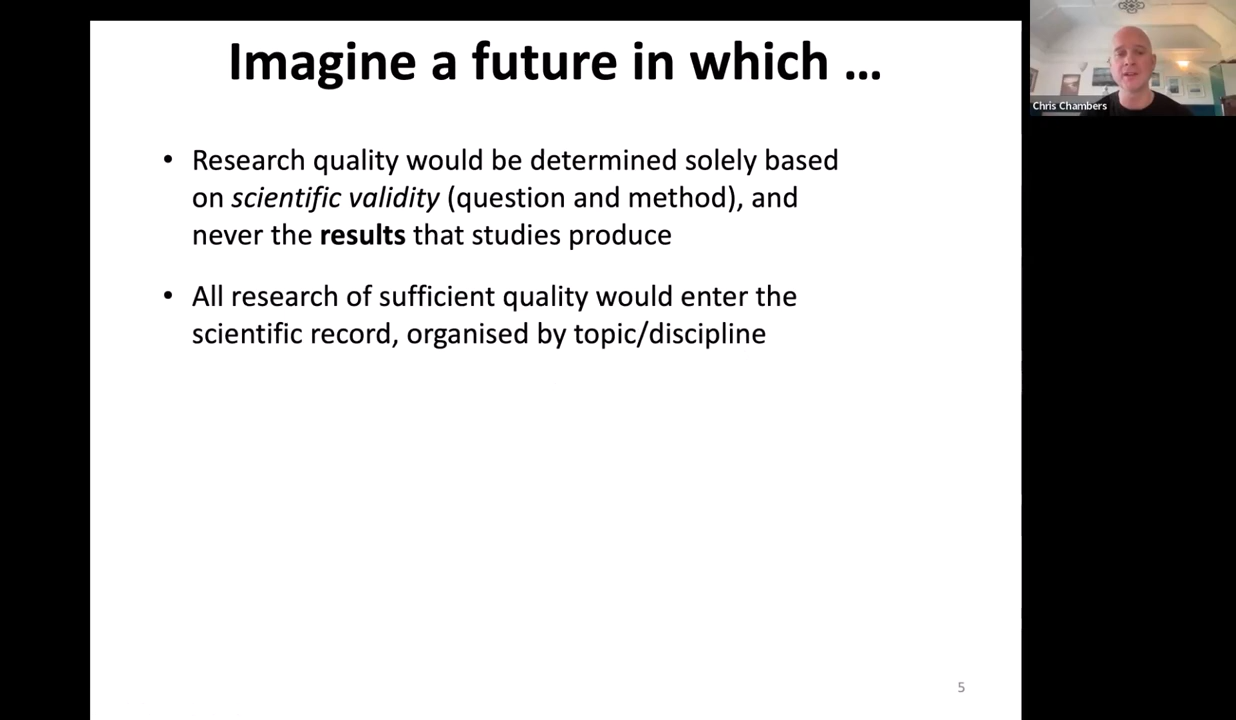 Imagine a future in which ...
• Research quality would be determined solely based
on scientific validity (question and method), and
never the results that studies produce
• All research of sufficient quality would enter the
scientific record, organised by topic/discipline
5
Chris Chambers